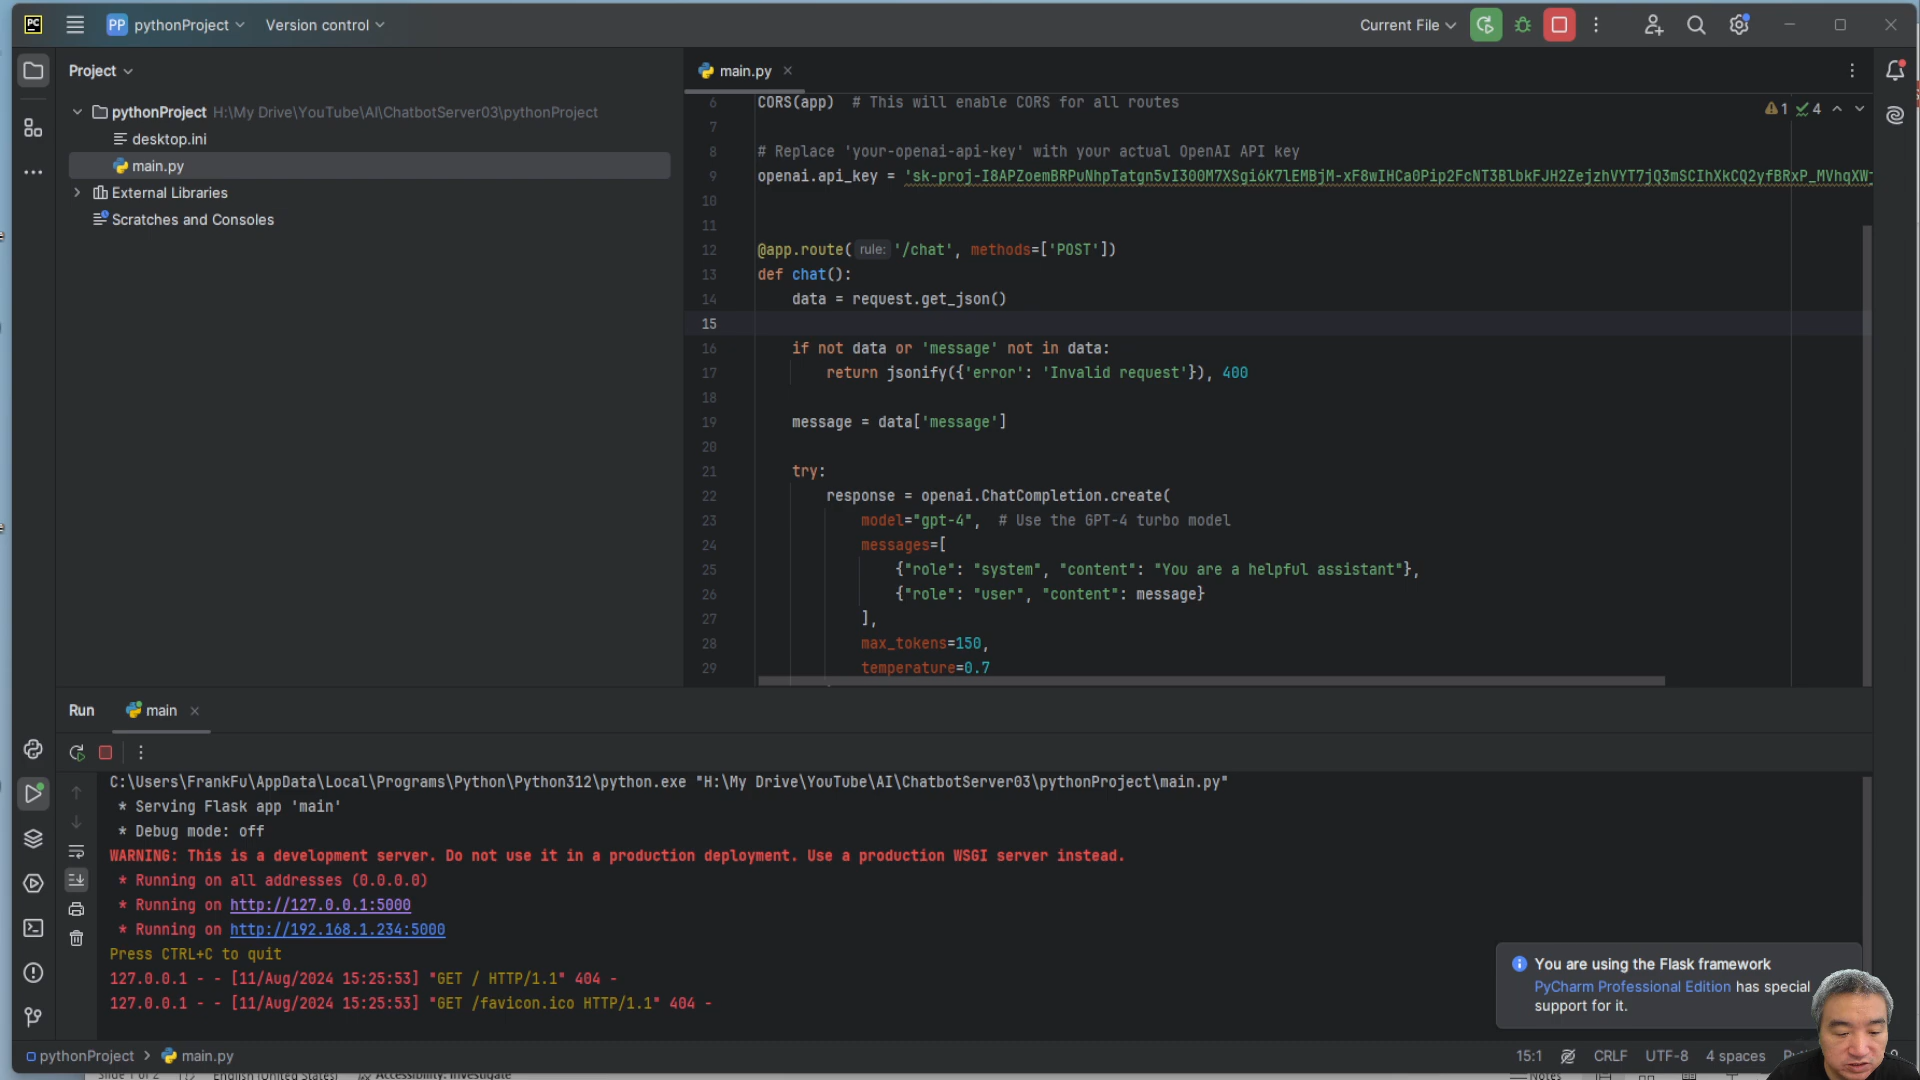 PC
PP pythonProject
Version control
Current File
Project
main.py
pythonProject H:\My Drive\YouTube\AI\ChatbotServer03\pythonProject
desktop.ini
main.py
External Libraries
Scratches and Consoles
1 4
6 CORS(app)  # This will enable CORS for all routes
7
8 # Replace 'your-openai-api-key' with your actual OpenAI API key
9 openai.api_key =
10
11
12 @app.route( rule: '/chat', methods=['POST'])
13 def chat():
14 data = request.get_json()
15
16 if not data or 'message' not in data:
17 return jsonify({'error': 'Invalid request'}), 400
18
19 message = data['message']
20
21 try:
22 response = openai.ChatCompletion.create(
23 model="gpt-4",  # Use the GPT-4 turbo model
24 messages=[
25 {"role": "system", "content": "You are a helpful assistant"},
26 {"role": "user", "content": message}
27 ],
28 max_tokens=150,
29 temperature=0.7
Run
main
C:\Users\FrankFu\AppData\Local\Programs\Python\Python312\python.exe "H:\My Drive\YouTube\AI\ChatbotServer03\pythonProject\main.py"
* Serving Flask app 'main'
* Debug mode: off
WARNING: This is a development server. Do not use it in a production deployment. Use a production WSGI server instead.
* Running on all addresses (0.0.0.0)
* Running on http://127.0.0.1:5000
* Running on http://192.168.1.234:5000
Press CTRL+C to quit
127.0.0.1 - - [11/Aug/2024 15:25:53] "GET / HTTP/1.1" 404 -
127.0.0.1 - - [11/Aug/2024 15:25:53] "GET /favicon.ico HTTP/1.1" 404 -
You are using the Flask framework
PyCharm Professional Edition has special
support for it.
pythonProject > main.py
15:1 CRLF UTF-8 4 spaces